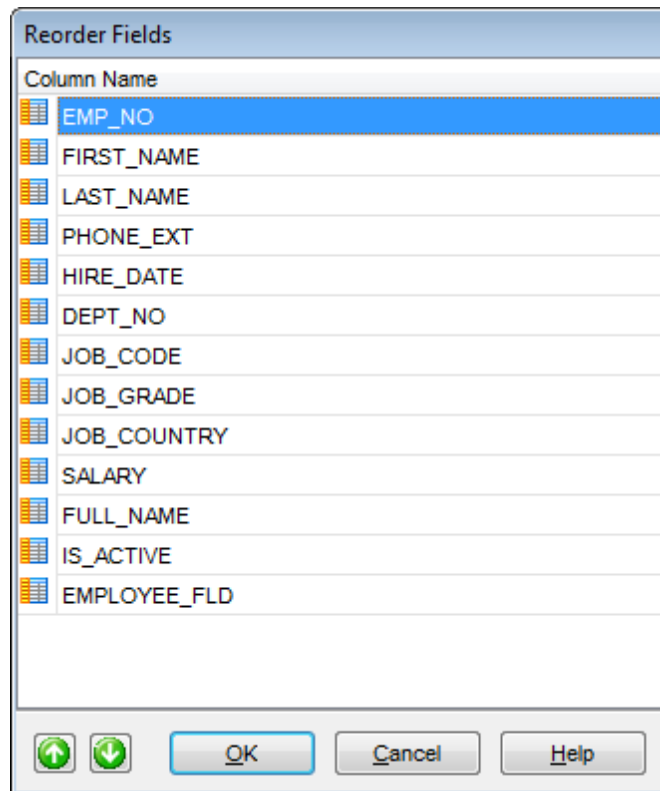 Reorder Fields
Column Name
EMP_NO
FIRST_NAME
LAST_NAME
PHONE_EXT
HIRE_DATE
DEPT_NO
JOB_CODE
JOB_GRADE
JOB_COUNTRY
SALARY
FULL_NAME
IS_ACTIVE
EMPLOYEE_FLD
OK Cancel Help